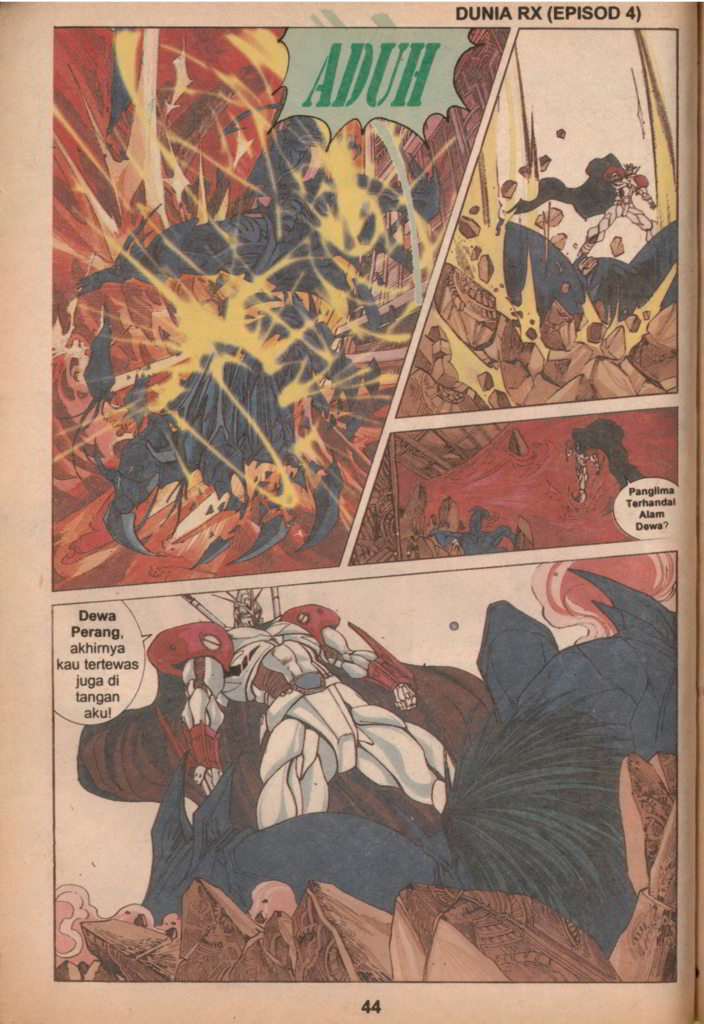 DUNIA RX (EPISOD 4)
ADUH
Panglima
Terhandal
Alam
Dewa?
Dewa
Perang,
akhirnya
kau tertewas
juga di
tangan
aku!
44